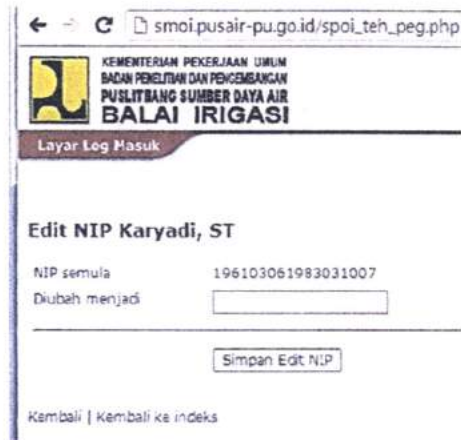 smoi.pusair-pu.go.id/spoi_teh_peg.php
KEMENTERIAN PEKERJAAN UMUM
BADAN PENELITIAN DAN PENGEMBANGAN
PUSLITBANG SUMBER DAYA AIR
BALAI IRIGASI
Layar Log Masuk
Edit NIP Karyadi, ST
NIP semula 196103061983031007
Diubah menjadi
Simpan Edit NIP
Kembali | Kembali ke indeks